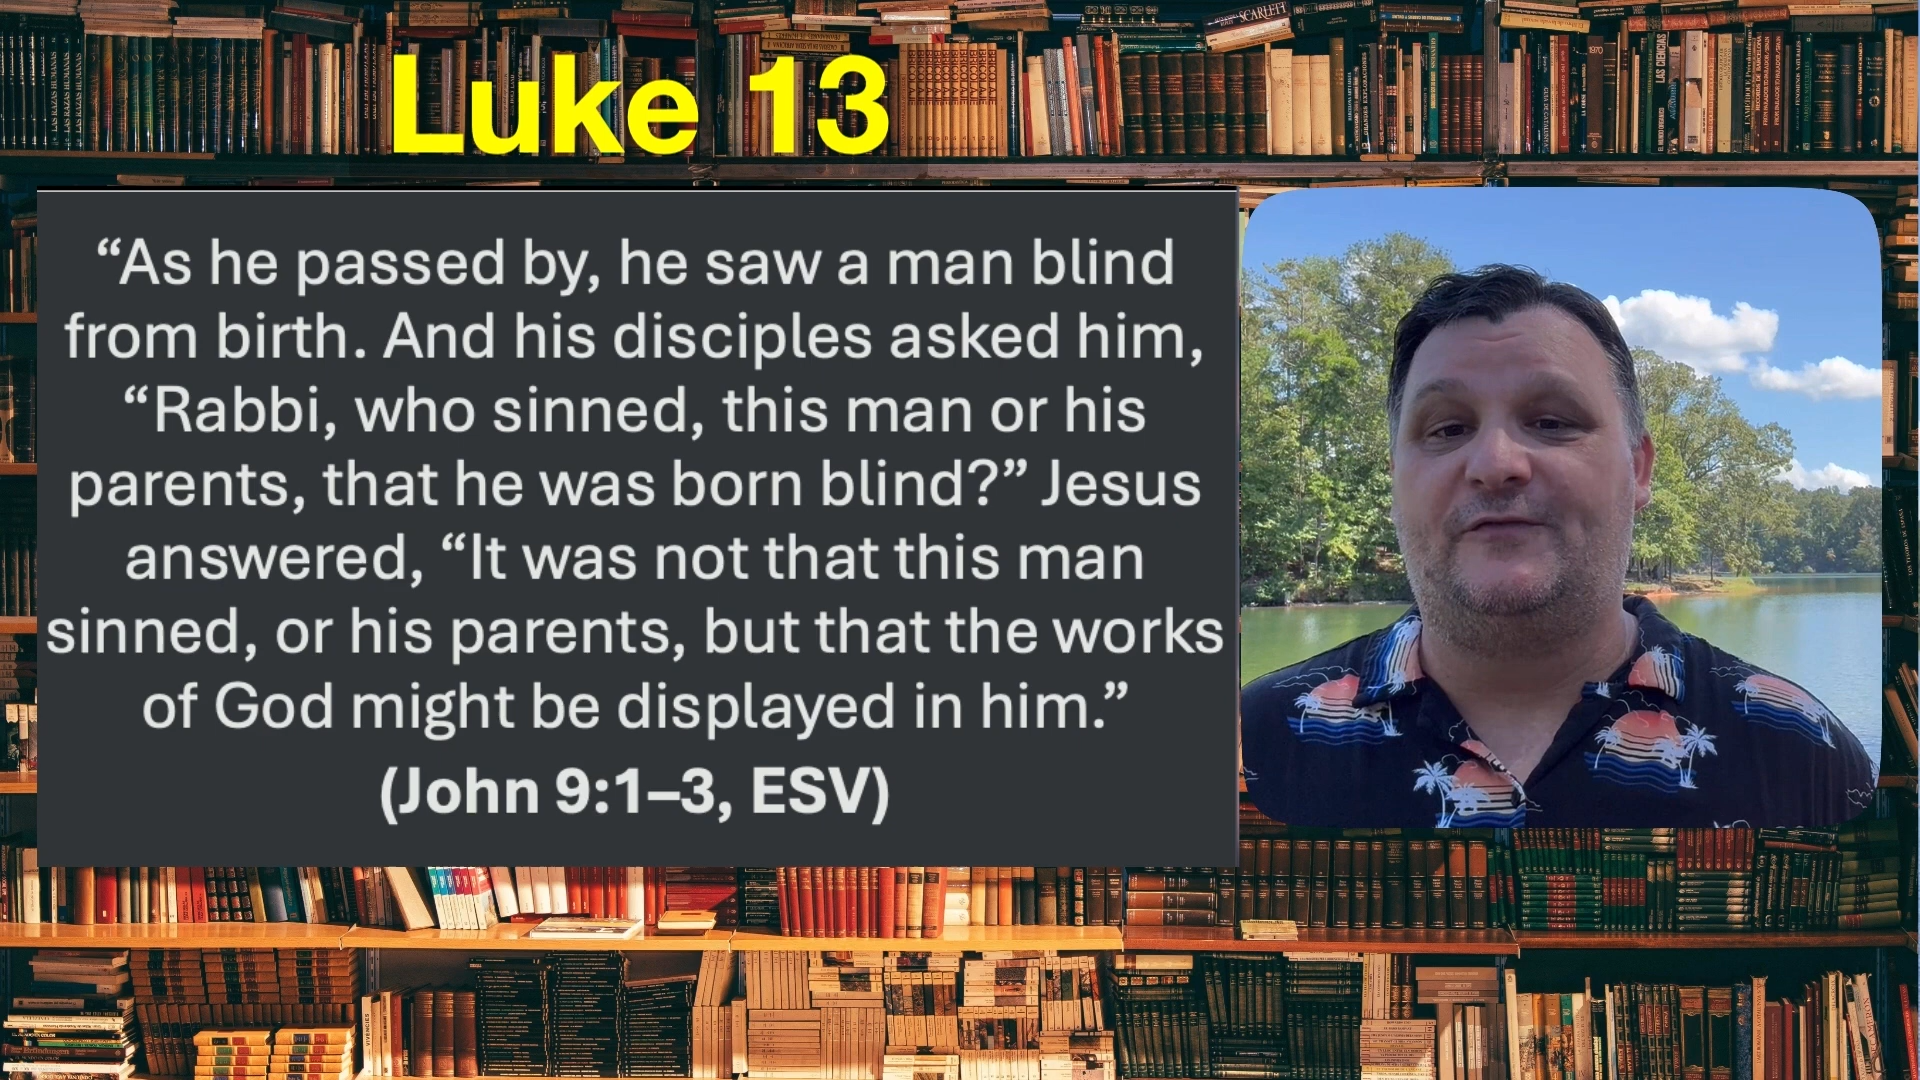 SCARLETT
Luke 13
“As he passed by, he saw a man blind
from birth. And his disciples asked him,
“Rabbi, who sinned, this man or his
parents, that he was born blind?” Jesus
answered, “It was not that this man
sinned, or his parents, but that the works
of God might be displayed in him.”
(John 9:1–3, ESV)